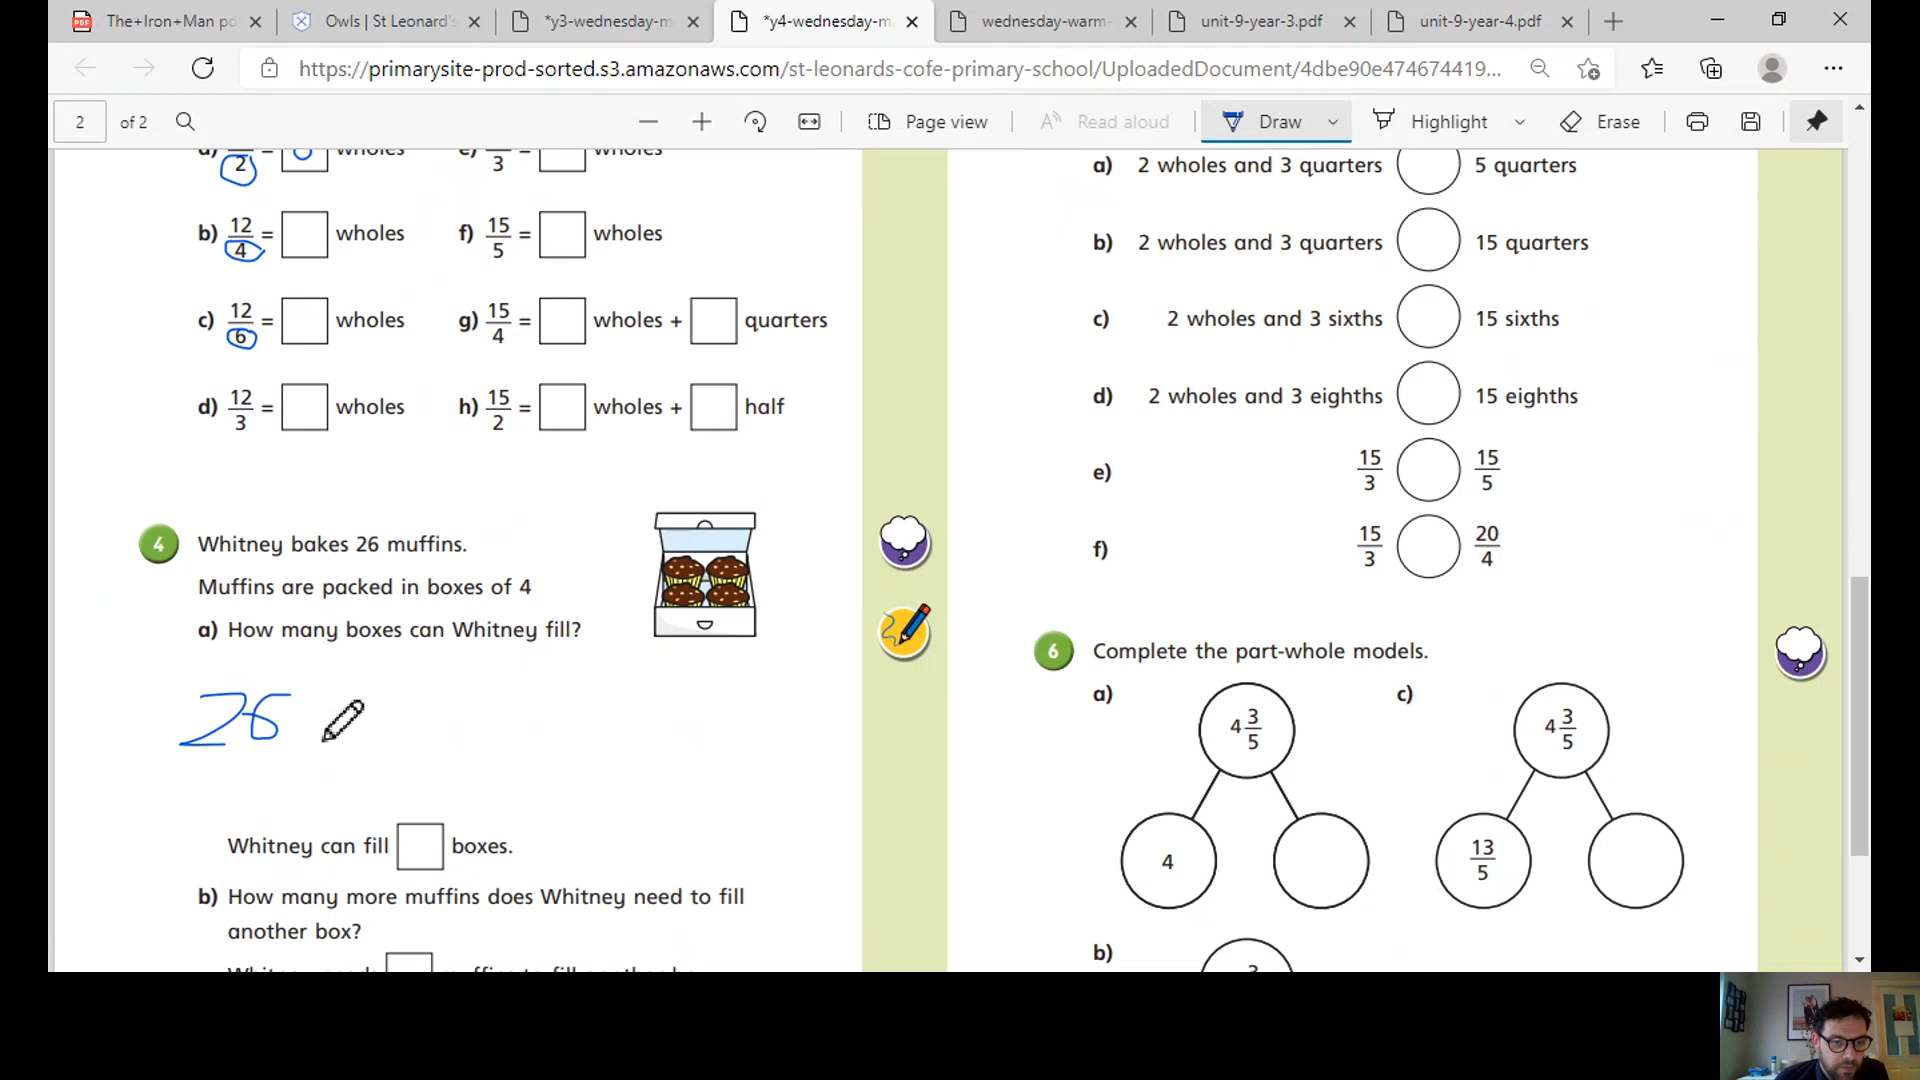 The+Iron+Man pd
Owls | St Leonard's
*y3-wednesday-m
*y4-wednesday-m
wednesday-warm-
unit-9-year-3.pdf
unit-9-year-4.pdf
https://primarysite-prod-sorted.s3.amazonaws.com/st-leonards-cofe-primary-school/UploadedDocument/4dbe90e474674419...
2 of 2
Page view
Read aloud
Draw
Highlight
Erase
2 = wholes e) 3 = wholes
b) 12/4 = wholes f) 15/5 = wholes
c) 12/6 = wholes g) 15/4 = wholes + quarters
d) 12/3 = wholes h) 15/2 = wholes + half
4 Whitney bakes 26 muffins.
Muffins are packed in boxes of 4
a) How many boxes can Whitney fill?
26
Whitney can fill boxes.
b) How many more muffins does Whitney need to fill
another box?
a) 2 wholes and 3 quarters 5 quarters
b) 2 wholes and 3 quarters 15 quarters
c) 2 wholes and 3 sixths 15 sixths
d) 2 wholes and 3 eighths 15 eighths
e) 15/3 15/5
f) 15/3 20/4
6 Complete the part-whole models.
a) 4 3/5 c) 4 3/5
4 13/5
b)